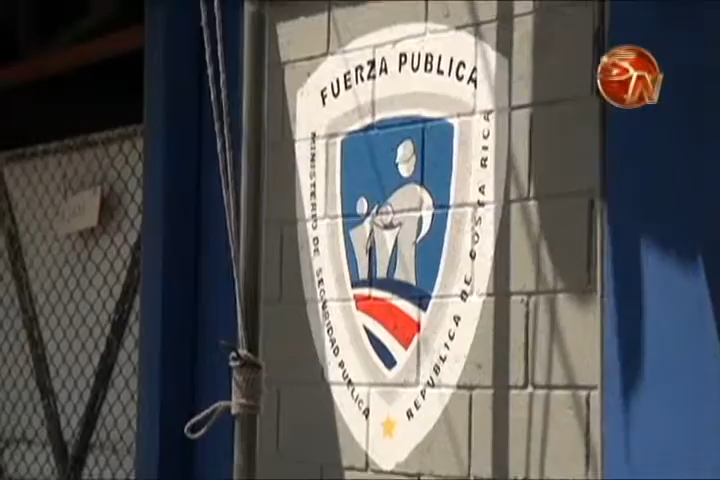 FUERZA PUBLICA
MINISTERIO DE SEGURIDAD PUBLICA
REPUBLICA DE COSTA RICA